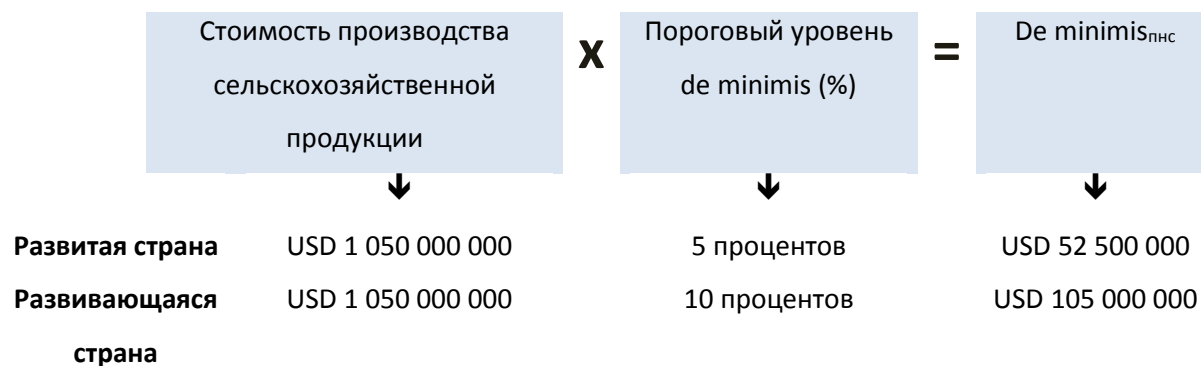 Стоимость производства
сельскохозяйственной
продукции
x
Пороговый уровень
de minimis (%)
=
De minimisпнс
Развитая страна USD 1 050 000 000 5 процентов USD 52 500 000
Развивающаяся USD 1 050 000 000 10 процентов USD 105 000 000
страна